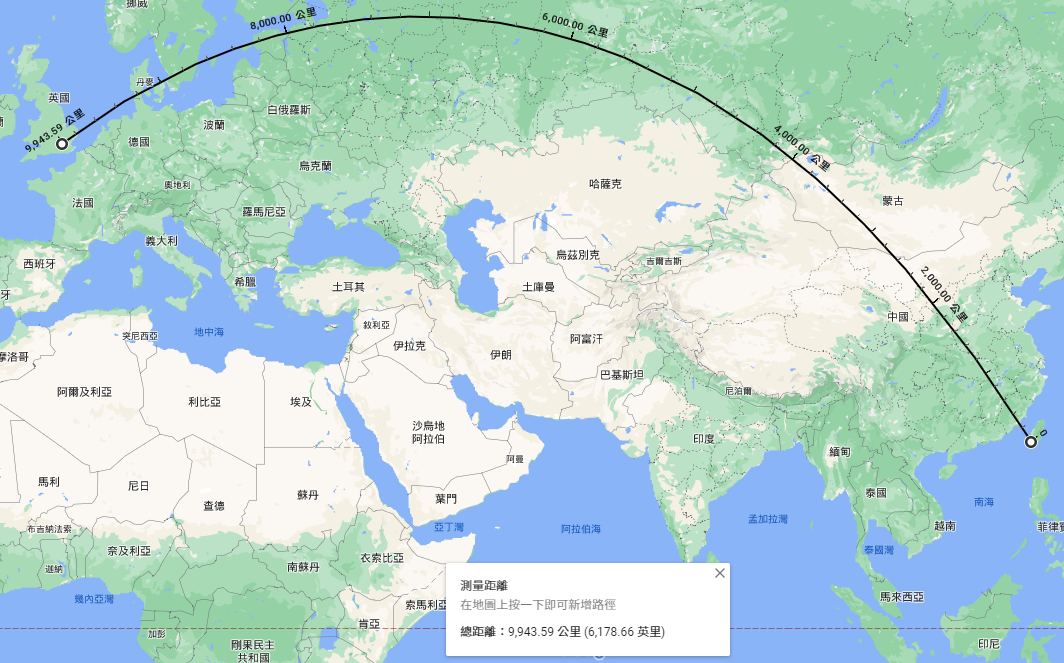 挪威
8,000.00 公里
6,000.00 公里
丹麥
英國
9,943.59 公里
白俄羅斯
波蘭
德國
4,000.00 公里
烏克蘭
奧地利
哈薩克
法國
蒙古
羅馬尼亞
義大利
烏茲別克
吉爾吉斯
西班牙
希臘
土耳其
土庫曼
2,000.00 公里
牙
中國
敘利亞
地中海
突尼西亞
伊拉克
阿富汗
伊朗
摩洛哥
巴基斯坦
阿爾及利亞
利比亞
埃及
尼泊爾
沙烏地
阿拉伯
0
印度
緬甸
阿曼
馬利
尼日
蘇丹
葉門
泰國
查德
南海
亞丁灣
阿拉伯海
孟加拉灣
越南
菲律賓
布吉納法索
奈及利亞
衣索比亞
泰國灣
迦納
南蘇丹
幾內亞灣
索馬利亞
馬來西亞
肯亞
加彭
剛果民主
共和國
印尼
測量距離
在地圖上按一下即可新增路徑
總距離：9,943.59 公里 (6,178.66 英里)